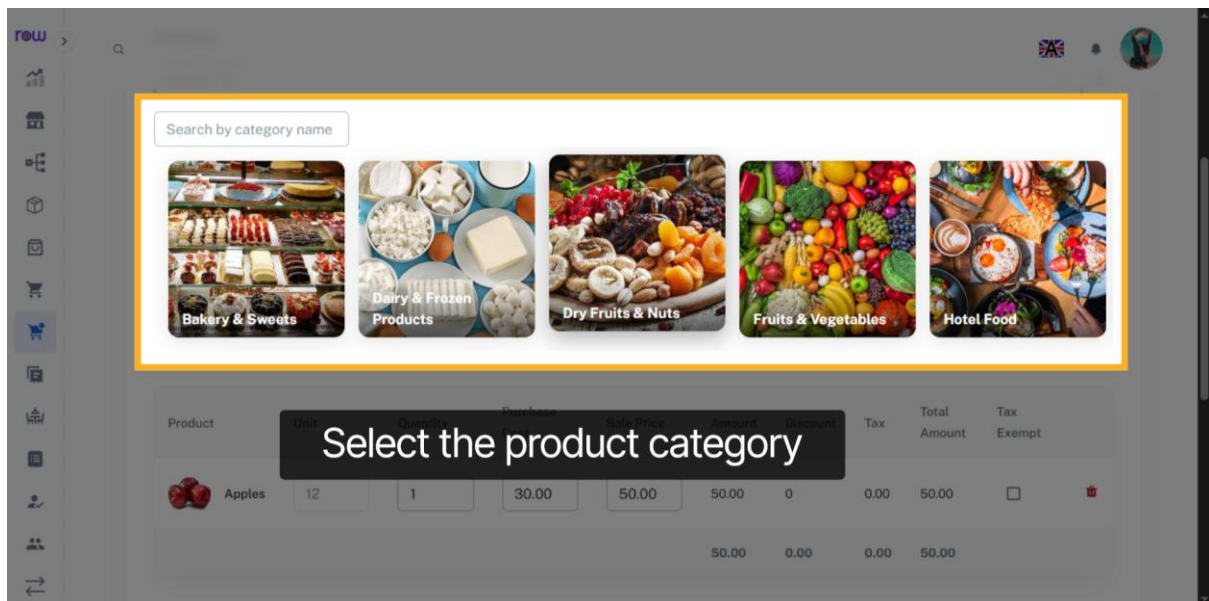 row
A
Search by category name
Bakery & Sweets
Dairy & Frozen
Products
Dry Fruits & Nuts
Fruits & Vegetables
Hotel Food
Product Unit Quantity Purchase Sale Price Amount Discount Tax Total
Amount Tax
Exempt
Select the product category
Apples 12 1 30.00 50.00 50.00 0 0.00 50.00
50.00 0.00 0.00 50.00